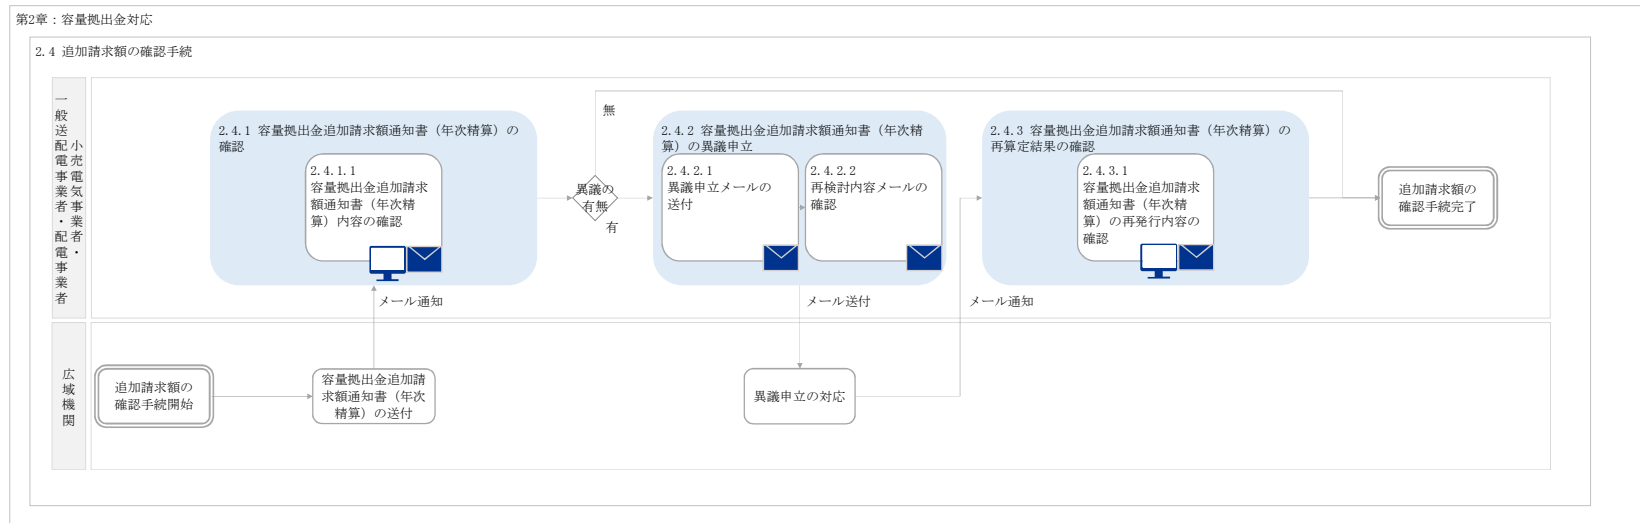 第2章：容量拠出金対応
2.4 追加請求額の確認手続
小売電気事業者・
一般送配電事業者・配電事業者
2.4.1 容量拠出金追加請求額通知書（年次精算）の
確認
2.4.1.1
容量拠出金追加請求
額通知書（年次精
算）内容の確認
異議の
有無
無
有
2.4.2 容量拠出金追加請求額通知書（年次精
算）の異議申立
2.4.2.1
異議申立メールの
送付
2.4.2.2
再検討内容メールの
確認
2.4.3 容量拠出金追加請求額通知書（年次精算）の
再算定結果の確認
2.4.3.1
容量拠出金追加請求
額通知書（年次精
算）の再発行内容の
確認
追加請求額の
確認手続完了
メール通知
メール送付
メール通知
広域機関
追加請求額の
確認手続開始
容量拠出金追加請
求額通知書（年次
精算）の送付
異議申立の対応